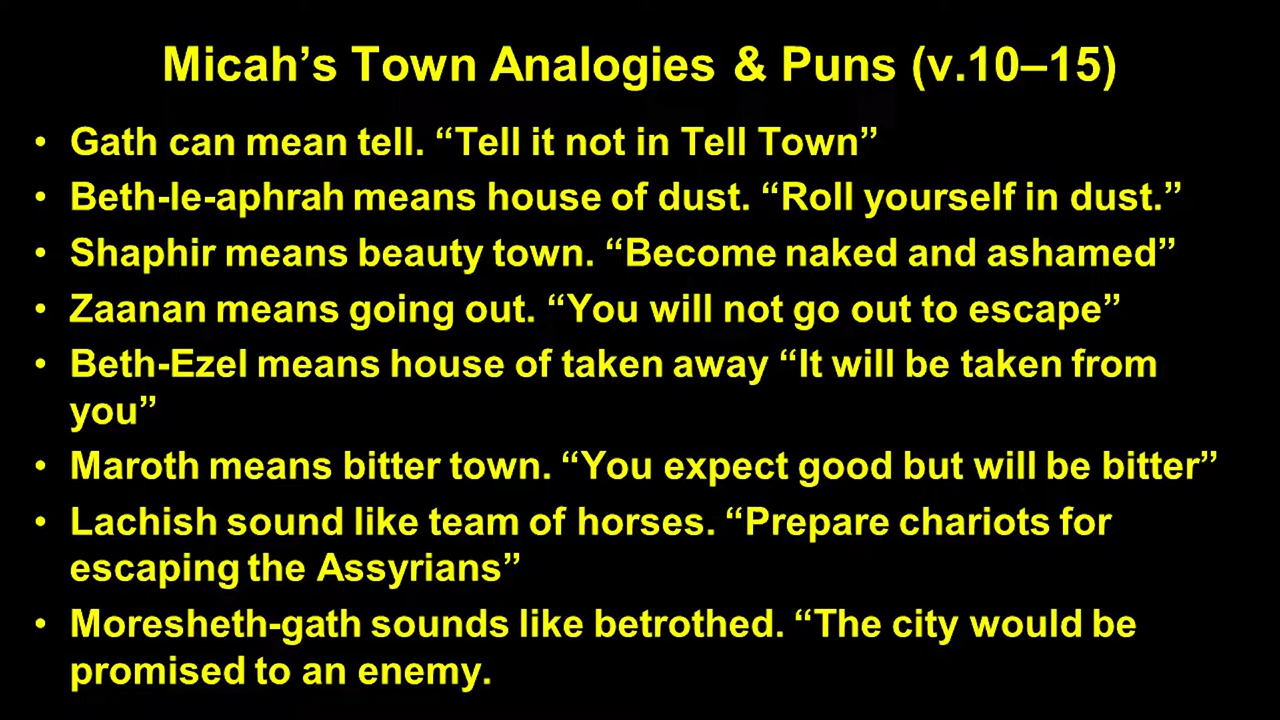 Micah’s Town Analogies & Puns (v.10–15)
• Gath can mean tell. “Tell it not in Tell Town”
• Beth-le-aphrah means house of dust. “Roll yourself in dust.”
• Shaphir means beauty town. “Become naked and ashamed”
• Zaanan means going out. “You will not go out to escape”
• Beth-Ezel means house of taken away “It will be taken from
you”
• Maroth means bitter town. “You expect good but will be bitter”
• Lachish sound like team of horses. “Prepare chariots for
escaping the Assyrians”
• Moresheth-gath sounds like betrothed. “The city would be
promised to an enemy.